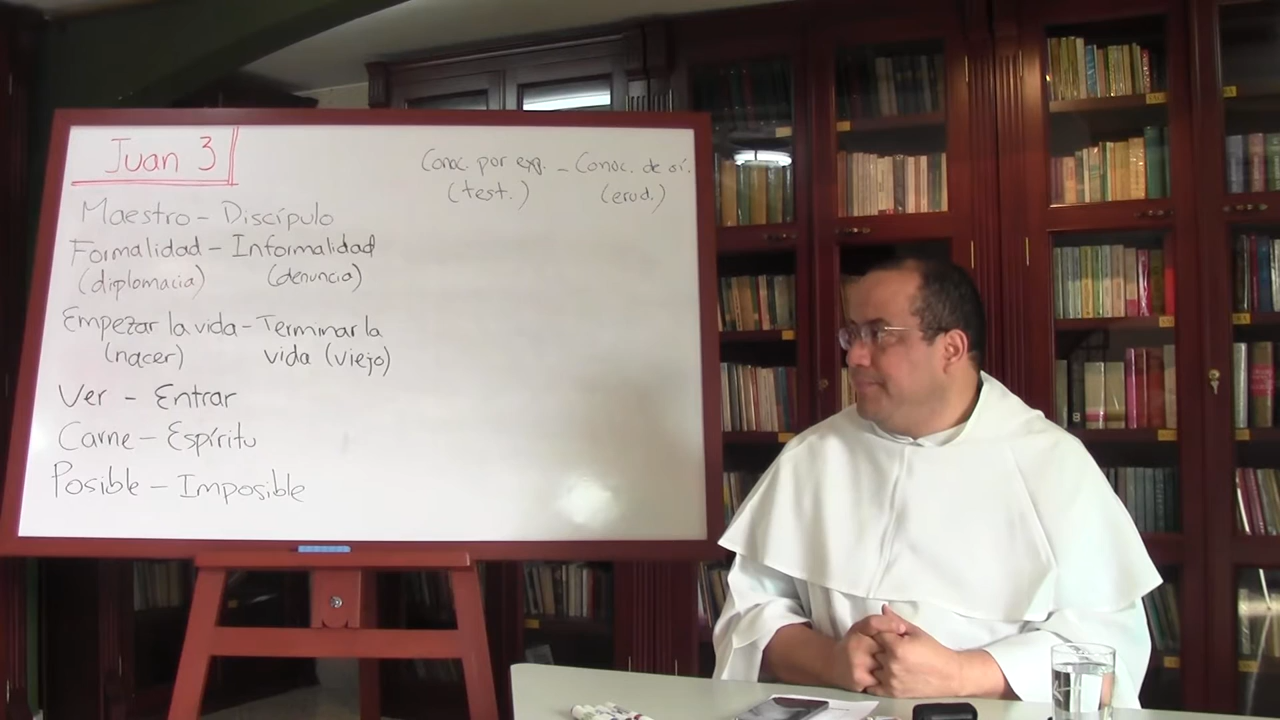 Juan 3
Maestro - Discípulo
Formalidad - Informalidad
(diplomacia) (denuncia)
Empezar la vida - Terminar la
(nacer) vida (viejo)
Ver - Entrar
Carne - Espíritu
Posible - Imposible
Conoc. por exp. - Conoc. de sí.
(test.) (erud.)